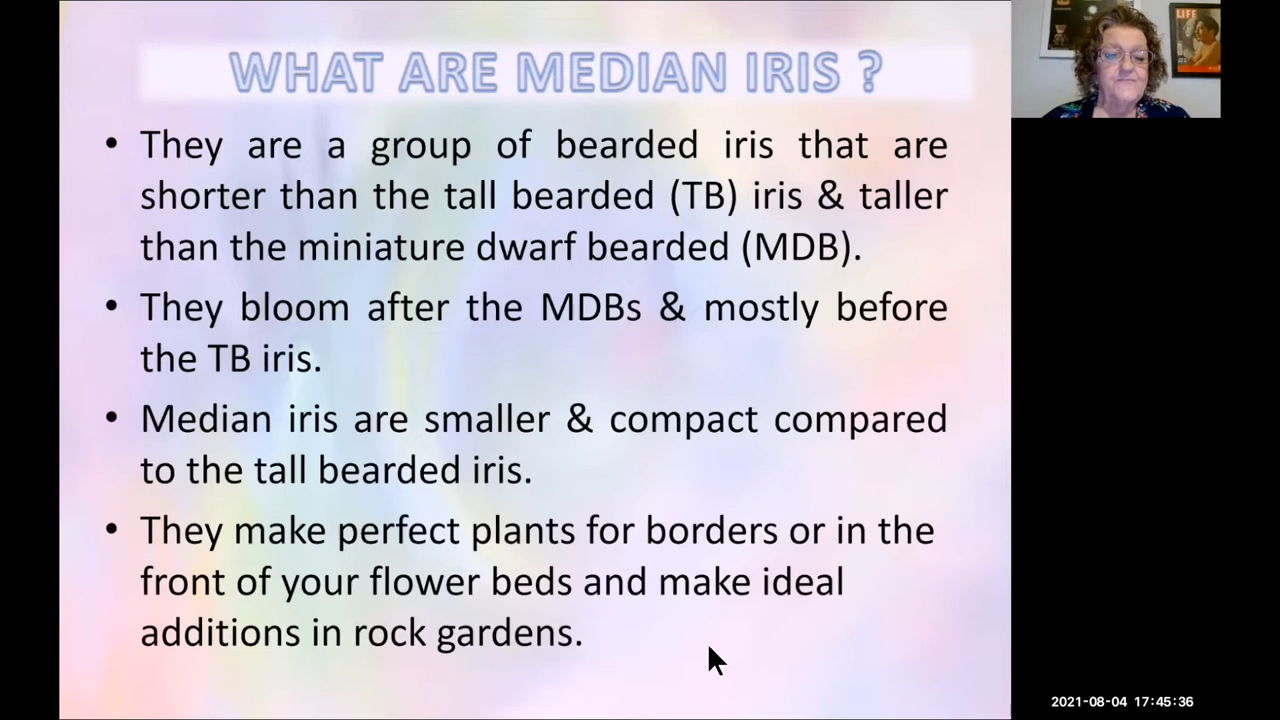 WHAT ARE MEDIAN IRIS ?
• They are a group of bearded iris that are
shorter than the tall bearded (TB) iris & taller
than the miniature dwarf bearded (MDB).
• They bloom after the MDBs & mostly before
the TB iris.
• Median iris are smaller & compact compared
to the tall bearded iris.
• They make perfect plants for borders or in the
front of your flower beds and make ideal
additions in rock gardens.
LIFE
2021-08-04 17:45:36